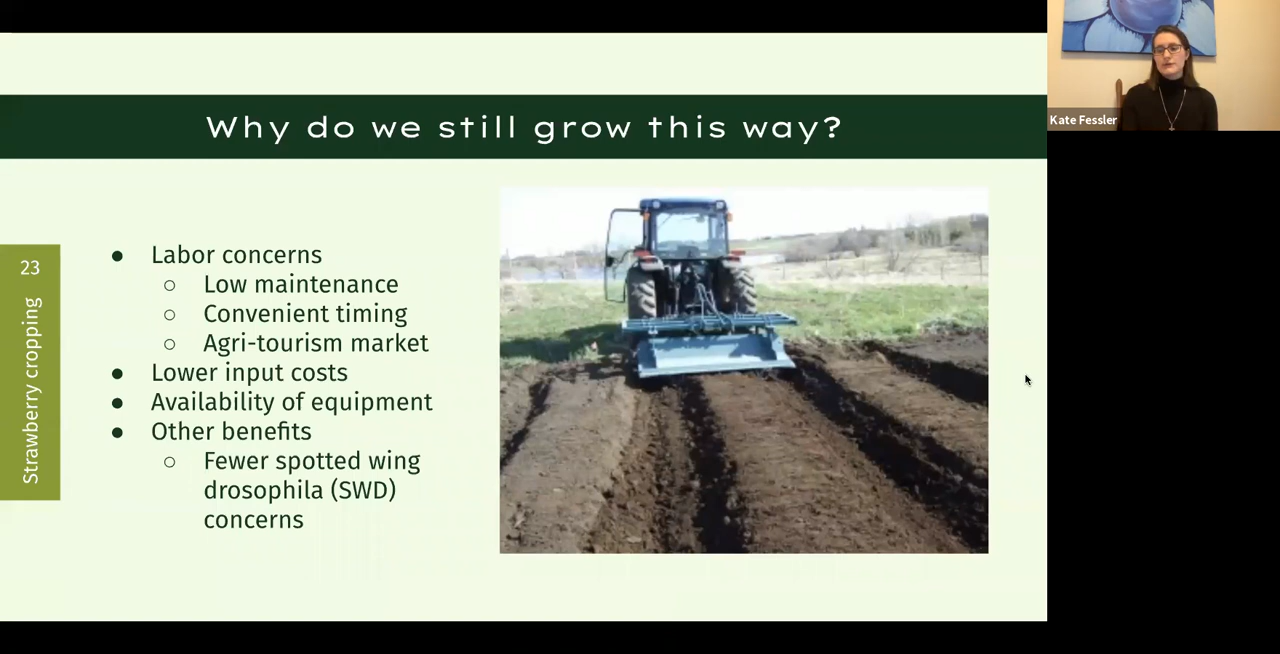 Why do we still grow this way?
Kate Fessler
23
Strawberry cropping
● Labor concerns
○ Low maintenance
○ Convenient timing
○ Agri-tourism market
● Lower input costs
● Availability of equipment
● Other benefits
○ Fewer spotted wing
drosophila (SWD)
concerns